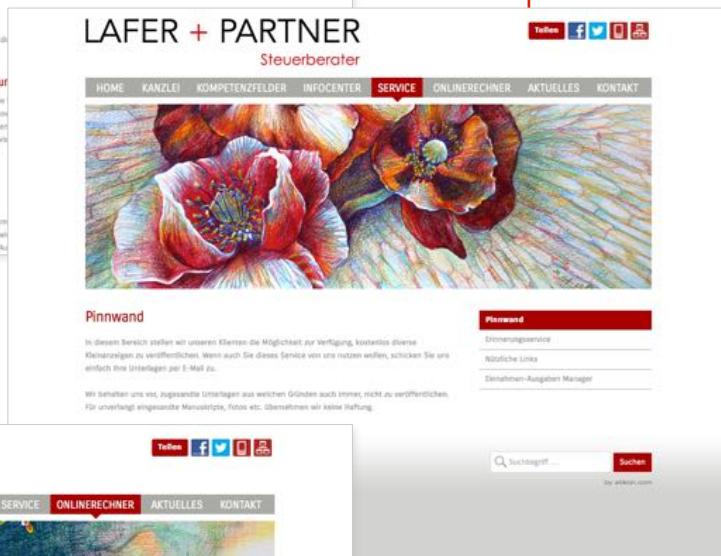 LAFER + PARTNER
Steuerberater
Teilen
HOME KANZLEI KOMPETENZFELDER INFOCENTER SERVICE ONLINERECHNER AKTUELLES KONTAKT
Pinnwand
In diesem Bereich stellen wir unseren Klienten die Möglichkeit zur Verfügung, kostenlos diverse
Kleinanzeigen zu veröffentlichen. Wenn auch Sie dieses Service von uns nutzen wollen, schicken Sie uns
einfach Ihre Unterlagen per E-Mail zu.
Wir behalten uns vor, zugesandte Unterlagen aus welchen Gründen auch immer, nicht zu veröffentlichen.
Für unverlangt eingesandte Manuskripte, Fotos etc. übernehmen wir keine Haftung.
Pinnwand
Erinnerungsservice
Nützliche Links
Einnahmen-Ausgaben Manager
Suchbegriff ...
Suchen
Teilen
SERVICE ONLINERECHNER AKTUELLES KONTAKT